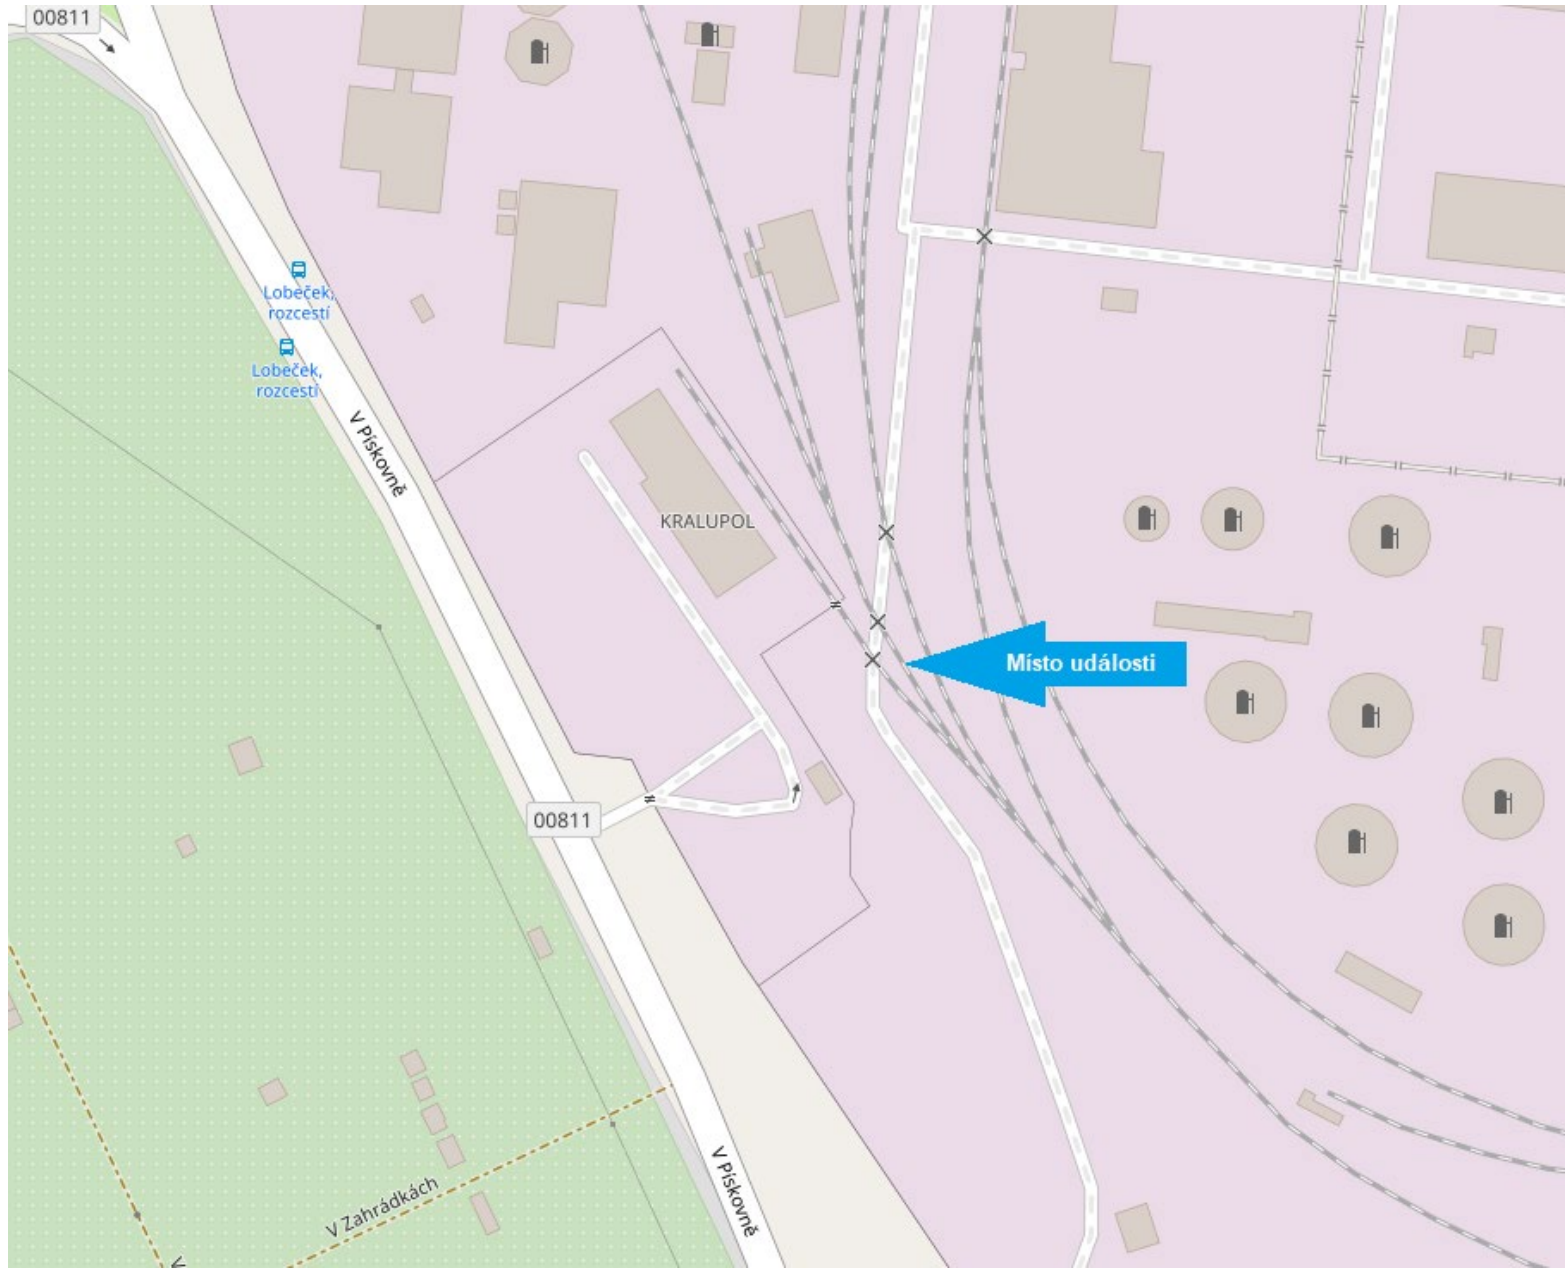 00811
Lobeček,
rozcestí
Lobeček,
rozcestí
V Pískovně
KRALUPOL
Místo události
00811
V Pískovně
V Zahrádkách
V